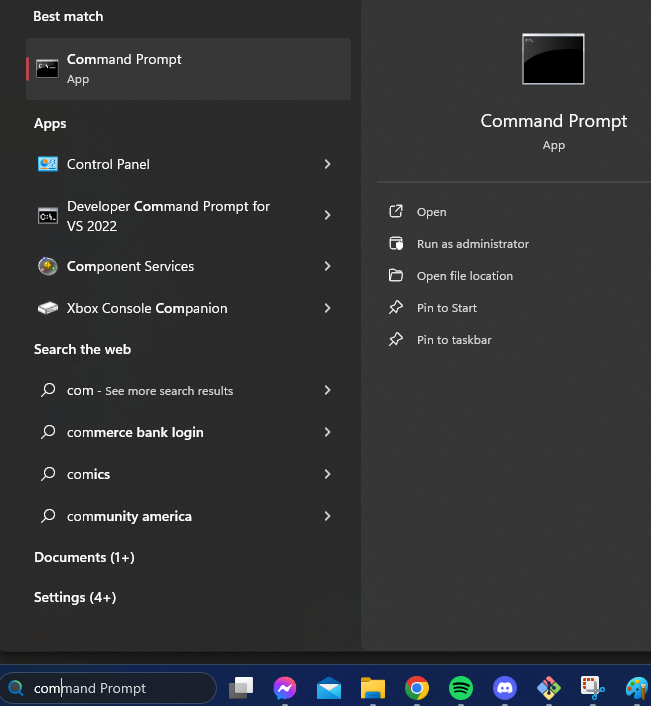 Best match
Command Prompt
App
Apps
Control Panel
Developer Command Prompt for
VS 2022
Component Services
Xbox Console Companion
Search the web
com - See more search results
commerce bank login
comics
community america
Documents (1+)
Settings (4+)
Command Prompt
App
Open
Run as administrator
Open file location
Pin to Start
Pin to taskbar
command Prompt